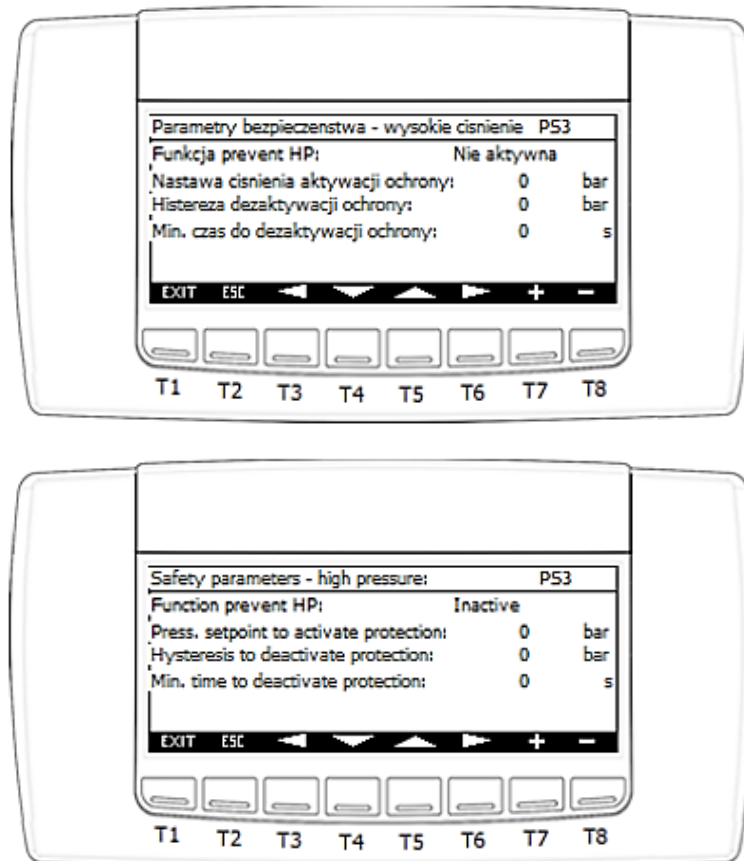 Parametry bezpieczenstwa - wysokie cisnienie PS3
Funkcja prevent HP: Nie aktywna
Nastawa cisnienia aktywacji ochrony: 0 bar
Histereza dezaktywacji ochrony: 0 bar
Min. czas do dezaktywacji ochrony: 0 s
EXIT ESC + -
T1 T2 T3 T4 T5 T6 T7 T8
Safety parameters - high pressure: PS3
Function prevent HP: Inactive
Press. setpoint to activate protection: 0 bar
Hysteresis to deactivate protection: 0 bar
Min. time to deactivate protection: 0 s
EXIT ESC + -
T1 T2 T3 T4 T5 T6 T7 T8